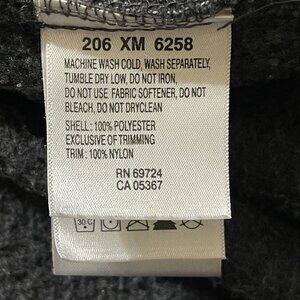 206 XM 6258
MACHINE WASH COLD, WASH SEPARATELY,
TUMBLE DRY LOW, DO NOT IRON,
DO NOT USE FABRIC SOFTENER, DO NOT
BLEACH, DO NOT DRYCLEAN
SHELL: 100% POLYESTER
EXCLUSIVE OF TRIMMING
TRIM: 100% NYLON
RN 69724
CA 05367
30C